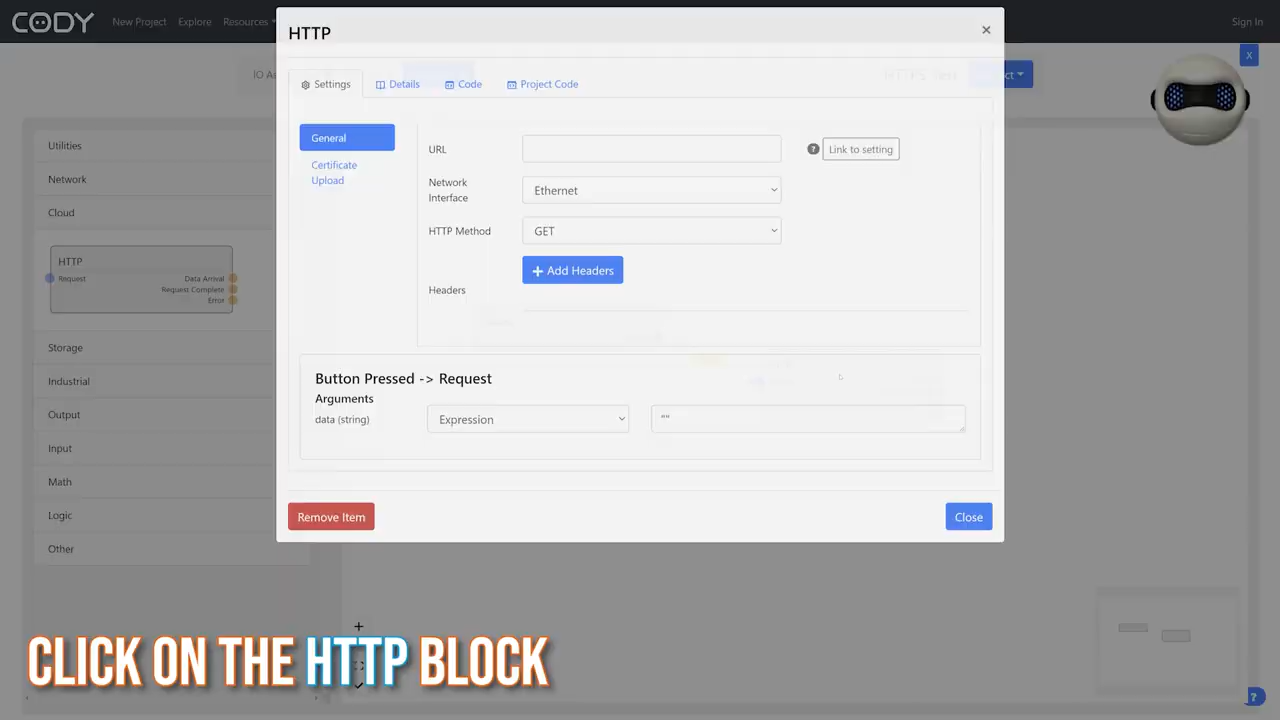 CODY
New Project
Explore
Resources
Sign In
HTTP
×
Settings
Details
Code
Project Code
X
General
Certificate
Upload
URL
? Link to setting
Network
Interface
Ethernet
HTTP Method
GET
Add Headers
Headers
Button Pressed -> Request
Arguments
data (string)
Expression
""
Remove Item
Close
Utilities
Network
Cloud
HTTP
Request
Data Arrival
Request Complete
Error
Storage
Industrial
Output
Input
Math
Logic
Other
CLICK ON THE HTTP BLOCK
?